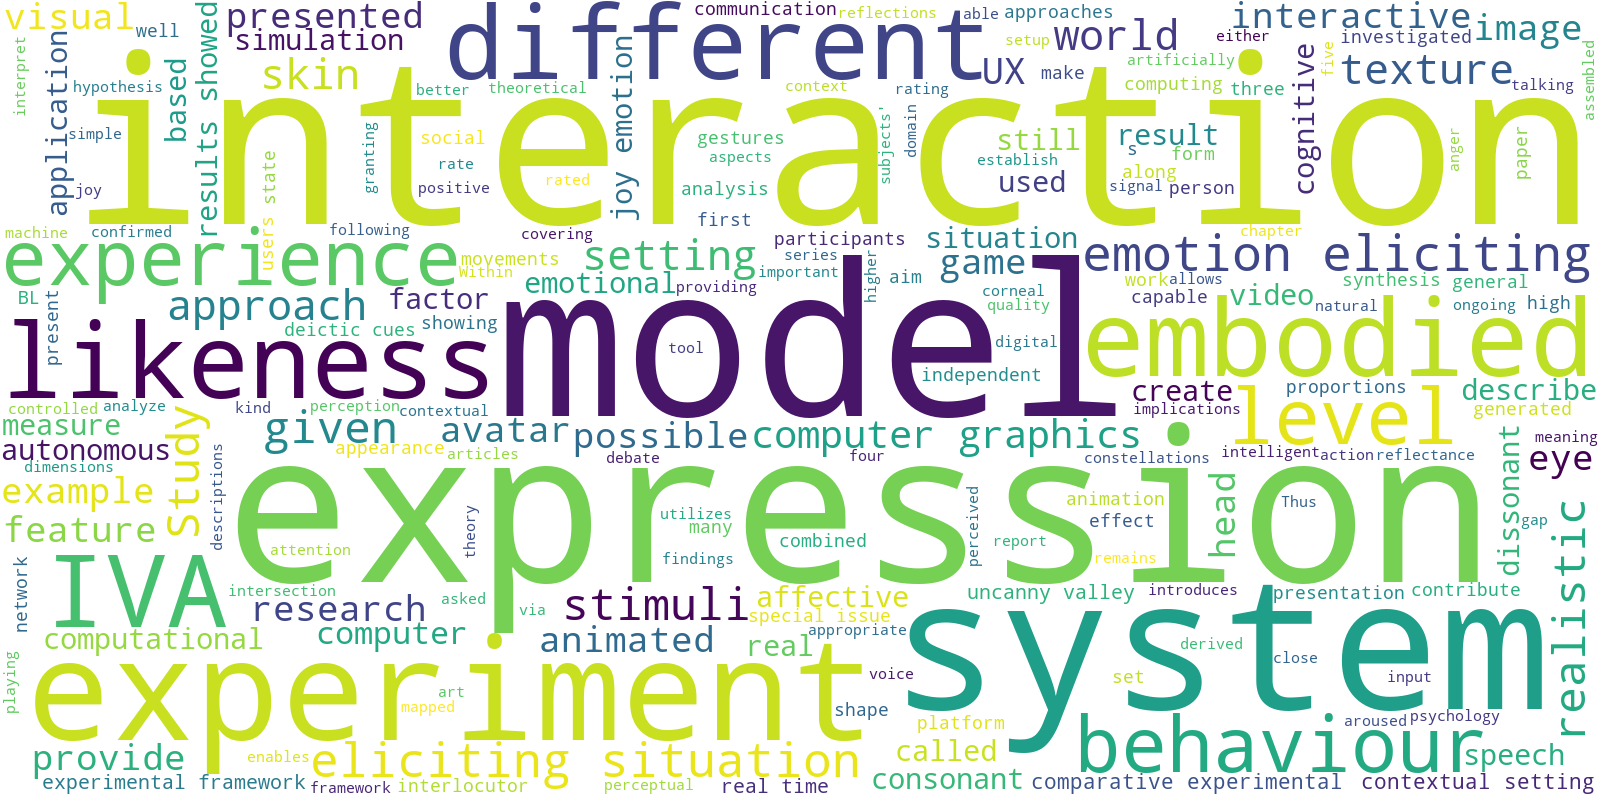 visual
well
presented
simulation
communication
reflections
able
approaches
interactive
image
different
setup
world
either
investigated
interpret
application
hypothesis
based
results showed
skin
better
theoretical
joy emotion
UX
make
artificially
computing
three
cognitive
five
texture
talking
assembled
interaction
context
rating
simple
joy
users state
granting
social
rate
positive
rated
gestures
aspects
analysis
first
subjects'
domain
still
establish
used
result
s
form
along
signal
person
anger
paper
machine
confirmed
following
covering
participants
situation
chapter
experience
movements
Within
setting
series
important
higher
aim
game
emotion eliciting
BL
present
approach
factor
emotional
providing
corneal
quality
work
allows
capable
video
synthesis
general
natural
ongoing
high
deictic cues
showing
likeness
model
tool
digital
independent
embodied
create
proportions
describe
controlled
analyze
kind
perception
contextual
implications
level
generated
measure
Study
given
avatar
possible
computer graphics
autonomous
appearance
articles
debate
four
constellations
intelligent
action
reflectance
meaning
eye
dimensions
example
descriptions
expression
theory
utilizes
many
perceived
animation
effect
head
Thus
dissonant
gap
realistic
feature
attention
findings
combined
report
remains
network
IVA
intersection
research
asked
via
stimuli
affective
special issue
uncanny valley
introduces
presentation
contribute
computational
computer
animated
real
appropriate
system
derived
close
input
playing
experiment
art
mapped
voice
shape
set
platform
called
behaviour
aroused
psychology
speech
provide
enables
eliciting situation
consonant
comparative experimental
contextual setting
experimental framework
framework
interlocutor
perceptual
real time